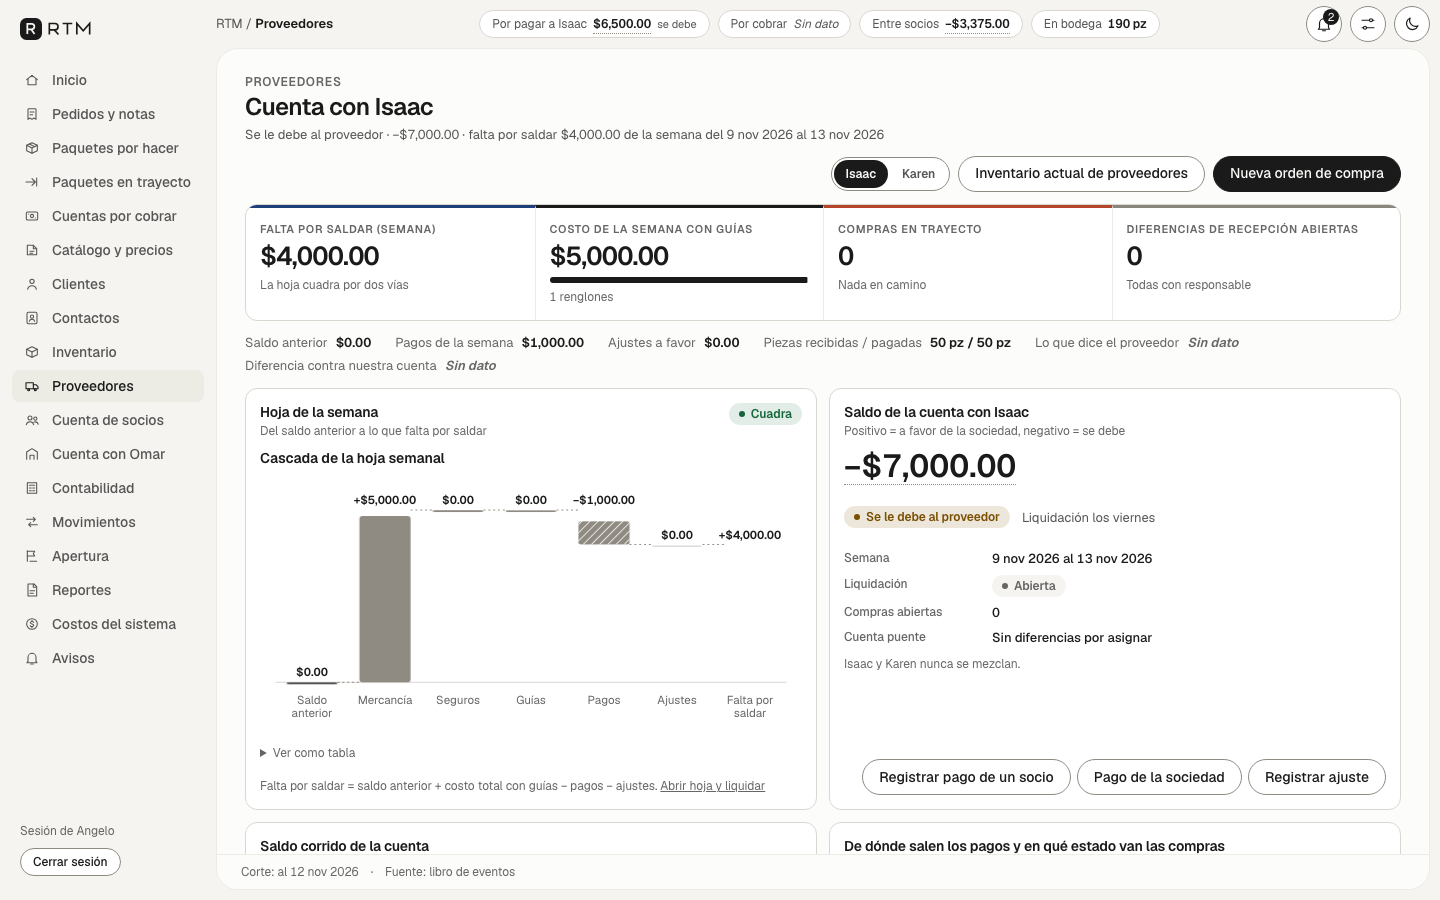 R RTM
RTM / Proveedores
Por pagar a Isaac $6,500.00 se debe
Por cobrar Sin dato
Entre socios −$3,375.00
En bodega 190 pz
2
Inicio
Pedidos y notas
Paquetes por hacer
Paquetes en trayecto
Cuentas por cobrar
Catálogo y precios
Clientes
Contactos
Inventario
Proveedores
Cuenta de socios
Cuenta con Omar
Contabilidad
Movimientos
Apertura
Reportes
Costos del sistema
Avisos
Sesión de Angelo
Cerrar sesión
PROVEEDORES
Cuenta con Isaac
Se le debe al proveedor · −$7,000.00 · falta por saldar $4,000.00 de la semana del 9 nov 2026 al 13 nov 2026
Isaac
Karen
Inventario actual de proveedores
Nueva orden de compra
FALTA POR SALDAR (SEMANA)
$4,000.00
La hoja cuadra por dos vías
COSTO DE LA SEMANA CON GUÍAS
$5,000.00
1 renglones
COMPRAS EN TRAYECTO
0
Nada en camino
DIFERENCIAS DE RECEPCIÓN ABIERTAS
0
Todas con responsable
Saldo anterior $0.00
Pagos de la semana $1,000.00
Ajustes a favor $0.00
Piezas recibidas / pagadas 50 pz / 50 pz
Lo que dice el proveedor Sin dato
Diferencia contra nuestra cuenta Sin dato
Hoja de la semana
Cuadra
Del saldo anterior a lo que falta por saldar
Cascada de la hoja semanal
+$5,000.00
$0.00
$0.00
−$1,000.00
$0.00
+$4,000.00
$0.00
Saldo anterior
Mercancía
Seguros
Guías
Pagos
Ajustes
Falta por saldar
▶ Ver como tabla
Falta por saldar = saldo anterior + costo total con guías − pagos − ajustes. Abrir hoja y liquidar
Saldo de la cuenta con Isaac
Positivo = a favor de la sociedad, negativo = se debe
−$7,000.00
Se le debe al proveedor
Liquidación los viernes
Semana 9 nov 2026 al 13 nov 2026
Liquidación Abierta
Compras abiertas 0
Cuenta puente Sin diferencias por asignar
Isaac y Karen nunca se mezclan.
Registrar pago de un socio
Pago de la sociedad
Registrar ajuste
Saldo corrido de la cuenta
De dónde salen los pagos y en qué estado van las compras
Corte: al 12 nov 2026 · Fuente: libro de eventos